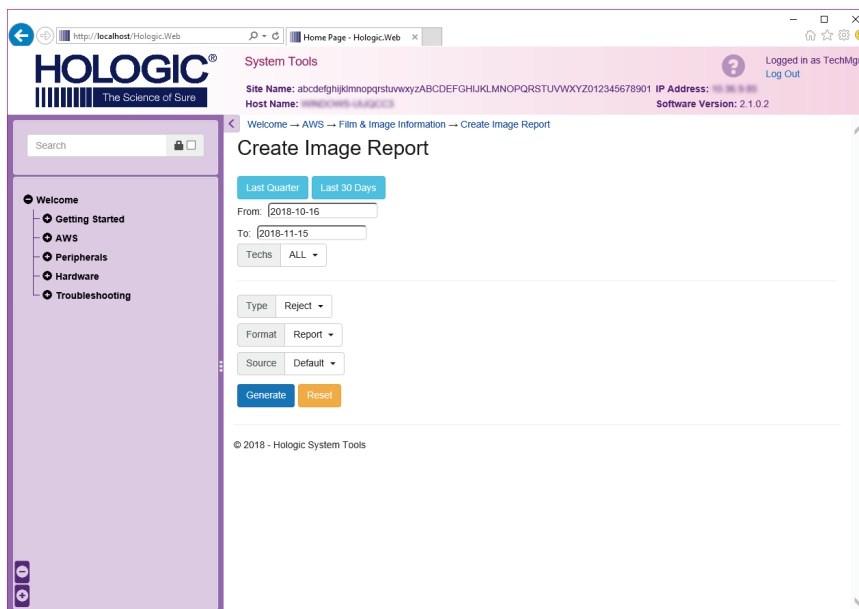 http://localhost/Hologic.Web
Home Page - Hologic.Web
HOLOGIC®
The Science of Sure
System Tools
Logged in as TechMgr
Log Out
Site Name: abcdefghijklmnopqrstuvwxyzABCDEFGHIJKLMNOPQRSTUVWXYZ012345678901 IP Address:
Host Name:
Software Version: 2.1.0.2
Search
Welcome → AWS → Film & Image Information → Create Image Report
Create Image Report
Welcome
Getting Started
AWS
Peripherals
Hardware
Troubleshooting
Last Quarter Last 30 Days
From: 2018-10-16
To: 2018-11-15
Techs ALL
Type Reject
Format Report
Source Default
Generate Reset
© 2018 - Hologic System Tools